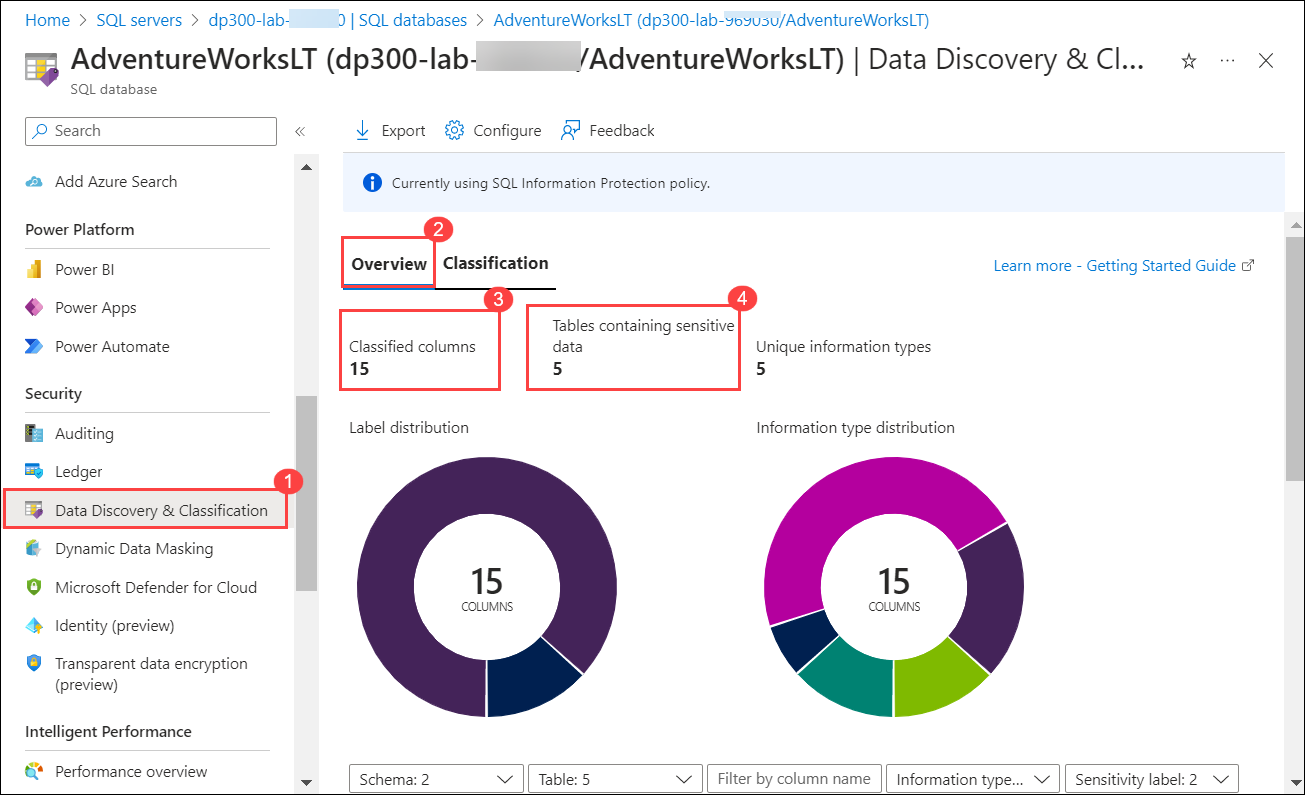 Home > SQL servers > dp300-lab- 0 | SQL databases > AdventureWorksLT (dp300-lab-969030/AdventureWorksLT)
AdventureWorksLT (dp300-lab- /AdventureWorksLT) | Data Discovery & Cl...
SQL database
Search
«
Export
Configure
Feedback
Currently using SQL Information Protection policy.
Add Azure Search
Power Platform
Power BI
Power Apps
Power Automate
Security
Auditing
Ledger
1
Data Discovery & Classification
Dynamic Data Masking
Microsoft Defender for Cloud
Identity (preview)
Transparent data encryption
(preview)
Intelligent Performance
Performance overview
2
Overview
Classification
Learn more - Getting Started Guide
3
Classified columns
15
4
Tables containing sensitive
data
5
Unique information types
5
Label distribution
15
COLUMNS
Information type distribution
15
COLUMNS
Schema: 2
Table: 5
Filter by column name
Information type...
Sensitivity label: 2